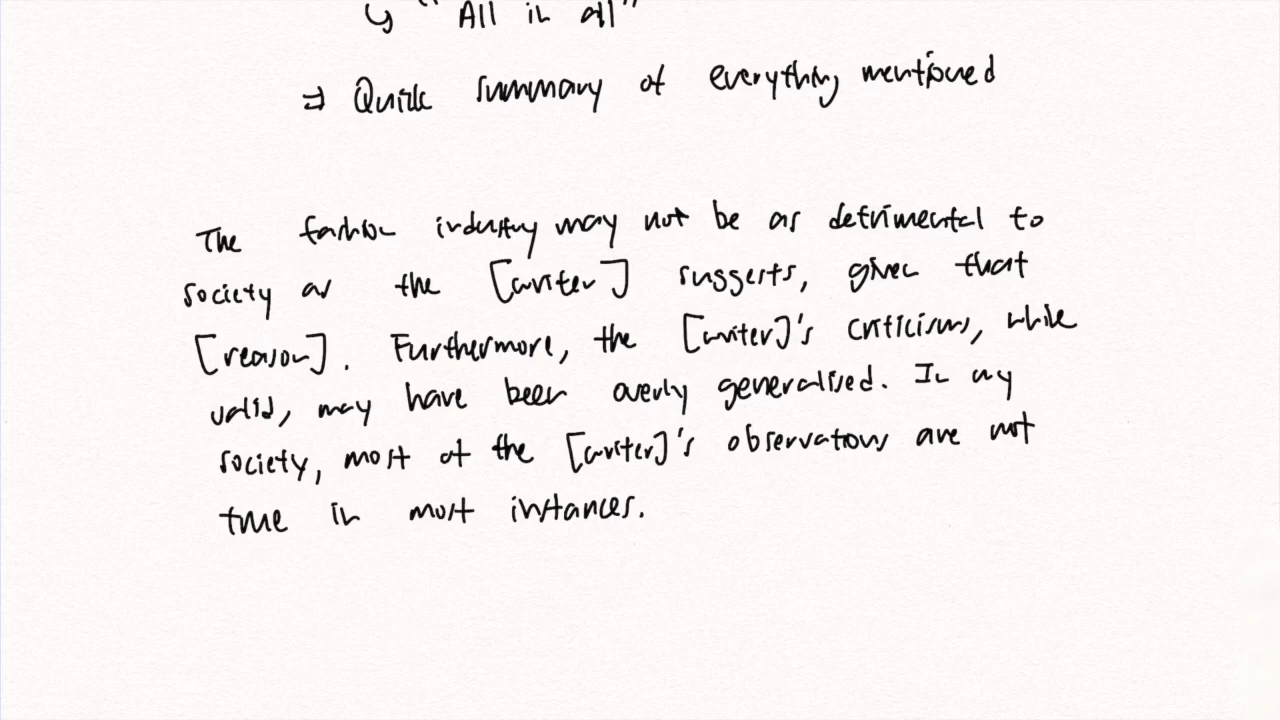 ↳ "All in all"
⇒ Quick summary of everything mentioned
The fashion industry may not be as detrimental to
society as the [writer] suggests, given that
[reason]. Furthermore, the [writer]'s criticisms, while
valid, may have been overly generalised. In my
society, most of the [writer]'s observations are not
true in most instances.